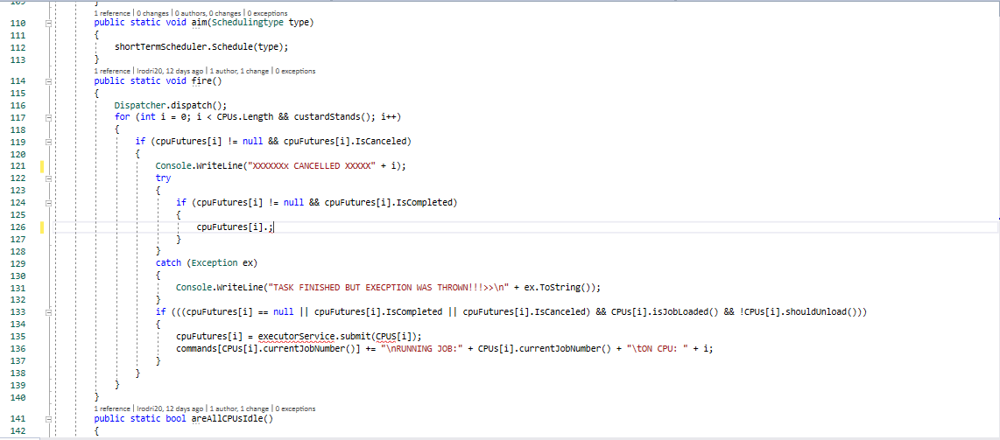 109 }
1 reference | 0 changes | 0 authors, 0 changes | 0 exceptions
110 public static void aim(Schedulingtype type)
111 {
112 shortTermScheduler.Schedule(type);
113 }
1 reference | lrodri20, 12 days ago | 1 author, 1 change | 0 exceptions
114 public static void fire()
115 {
116 Dispatcher.dispatch();
117 for (int i = 0; i < CPUs.Length && custardStands(); i++)
118 {
119 if (cpuFutures[i] != null && cpuFutures[i].IsCanceled)
120 {
121 Console.WriteLine("XXXXXXX CANCELLED XXXXX" + i);
122 try
123 {
124 if (cpuFutures[i] != null && cpuFutures[i].IsCompleted)
125 {
126 cpuFutures[i].;
127 }
128 }
129 catch (Exception ex)
130 {
131 Console.WriteLine("TASK FINISHED BUT EXECPTION WAS THROWN!!!>>\n" + ex.ToString());
132 }
133 if (((cpuFutures[i] == null || cpuFutures[i].IsCompleted || cpuFutures[i].IsCanceled) && CPUs[i].isJobLoaded() && !CPUs[i].shouldUnload()))
134 {
135 cpuFutures[i] = executorService.submit(CPUS[i]);
136 commands[CPUs[i].currentJobNumber()] += "\nRUNNING JOB:" + CPUs[i].currentJobNumber() + "\tON CPU: " + i;
137 }
138 }
139 }
140 }
1 reference | lrodri20, 12 days ago | 1 author, 1 change | 0 exceptions
141 public static bool areAllCPUsIdle()
142 {